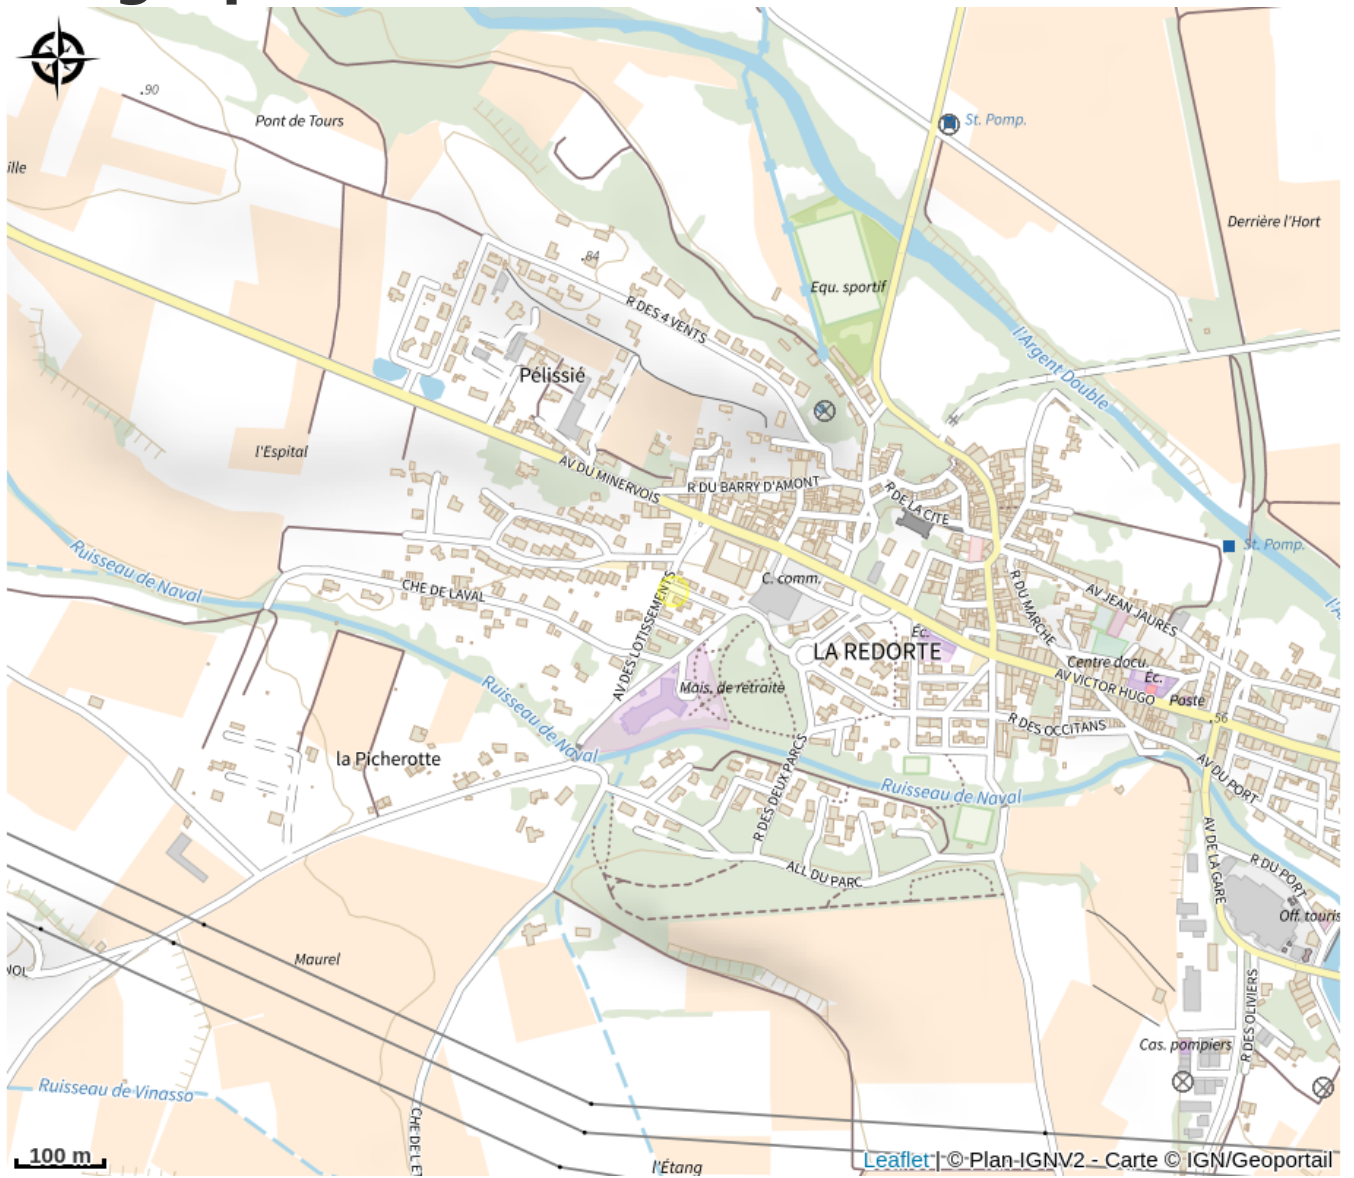 .90
Pont de Tours
St. Pomp.
ille
Derrière l'Hort
.84
Equ. sportif
R DES 4 VENTS
l'Argent Double
Pélissié
l'Espital
AV DU MINERVOIS
R DU BARRY D'AMONT
R DE LA CITE
St. Pomp.
Ruisseau de Naval
CHE DE LAVAL
C. comm.
R DU MARCHE
AV JEAN JAURES
l'A
AV DES LOTISSEMENTS
Éc.
LA REDORTE
Centre docu.
Éc.
Mais. de retraite
AV VICTOR HUGO
Poste
Ruisseau de Naval
R DES OCCITANS
.56
la Picherotte
R DES DEUX PARCS
Ruisseau de Naval
AV DU PORT
AV DE LA GARE
R DU PORT
ALL DU PARC
Off. touris
Maurel
NOL
R DES OLIVIERS
Cas. pompiers
Ruisseau de Vinasso
CHE DE L'ET
100 m
l'Étang
Leaflet | © Plan-IGNV2 - Carte © IGN/Geoportail